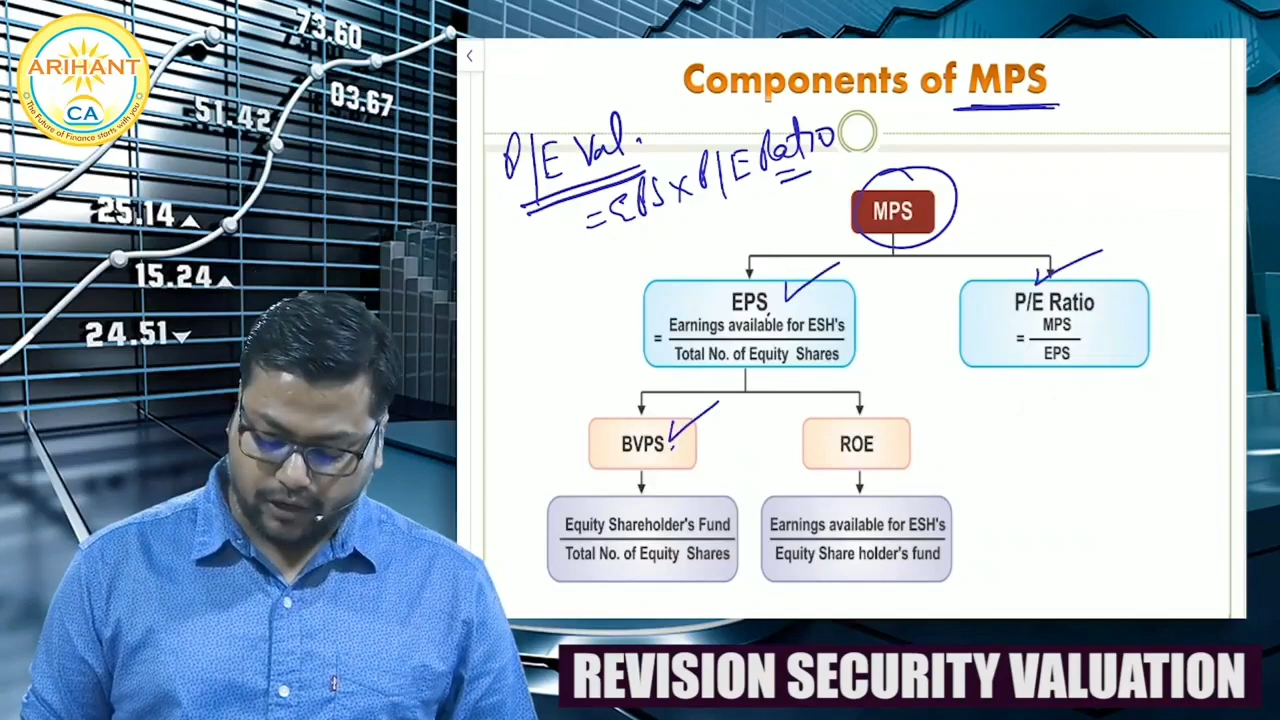 ARIHANT
CA
The Future of Finance starts with you
73.60
51.42
03.67
25.14
15.24
24.51
Components of MPS
P/E Val.
= EPS x P/E Ratio
MPS
EPS
= Earnings available for ESH's
Total No. of Equity Shares
P/E Ratio
= MPS
EPS
BVPS
ROE
Equity Shareholder's Fund
Total No. of Equity Shares
Earnings available for ESH's
Equity Share holder's fund
REVISION SECURITY VALUATION